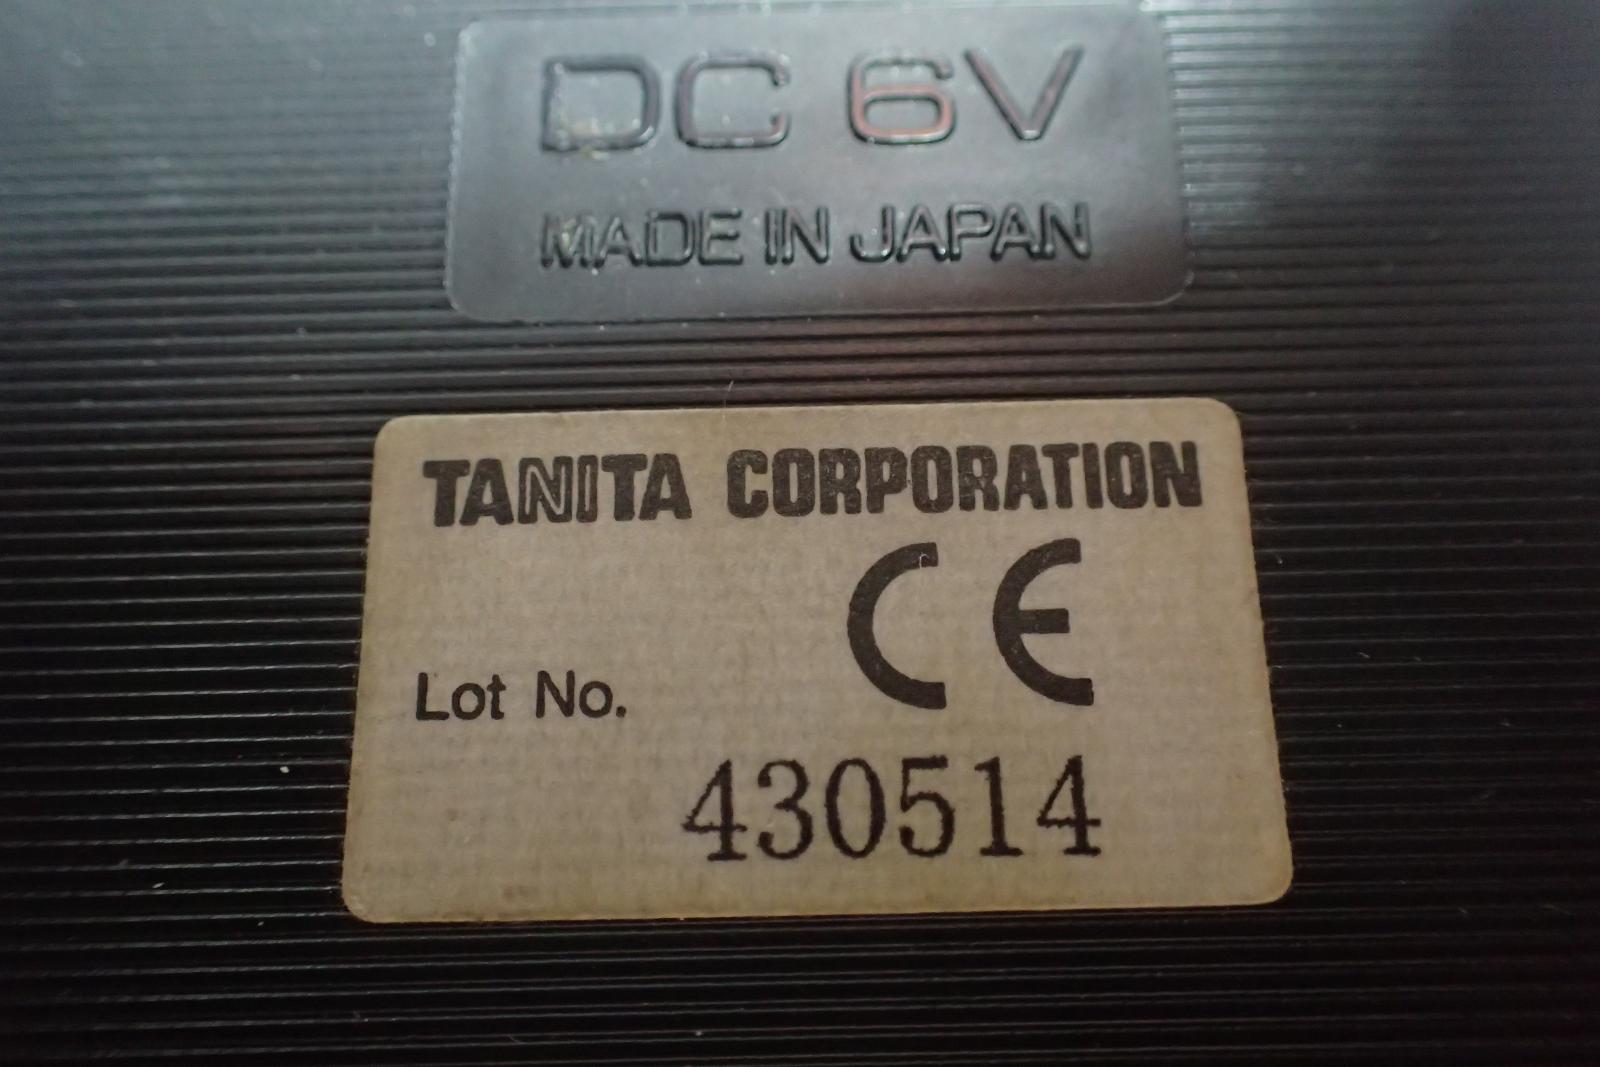 DC 6V
MADE IN JAPAN
TANITA CORPORATION
CE
Lot No.
430514